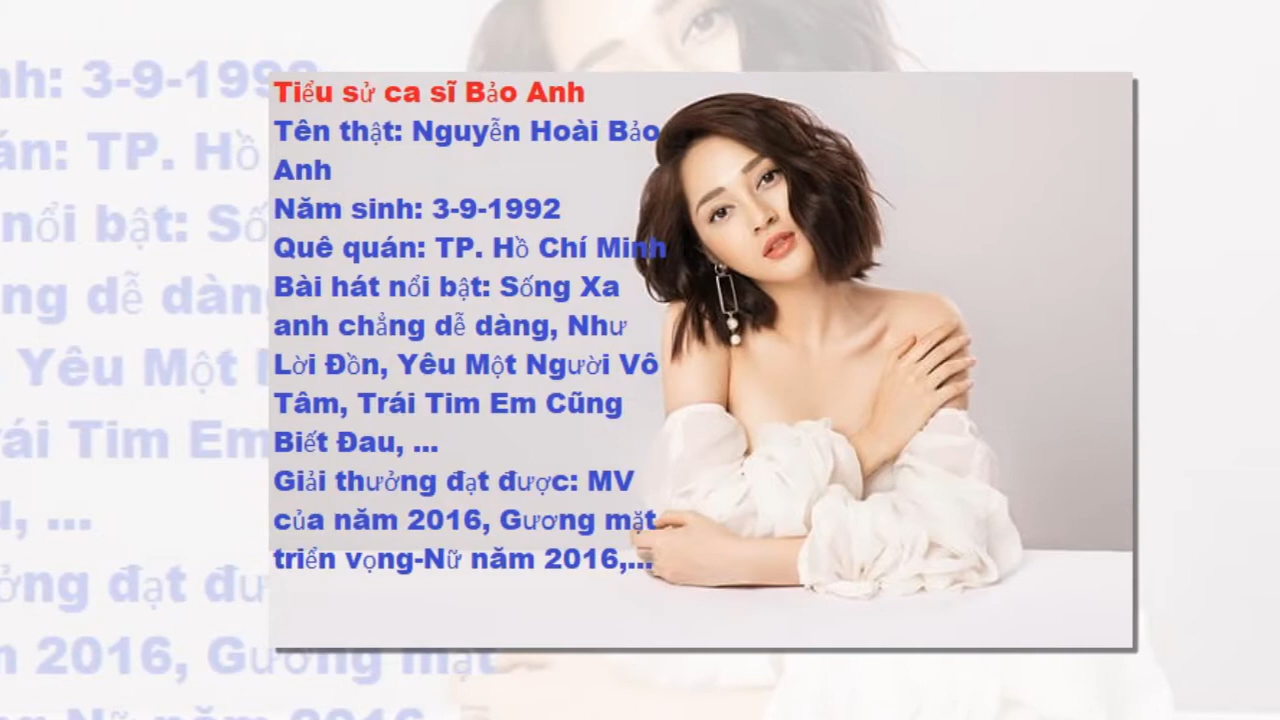 Tiểu sử ca sĩ Bảo Anh
Tên thật: Nguyễn Hoài Bảo
Anh
Năm sinh: 3-9-1992
Quê quán: TP. Hồ Chí Minh
Bài hát nổi bật: Sống Xa
anh chẳng dễ dàng, Như
Lời Đồn, Yêu Một Người Vô
Tâm, Trái Tim Em Cũng
Biết Đau, ...
Giải thưởng đạt được: MV
của năm 2016, Gương mặt
triển vọng-Nữ năm 2016,...